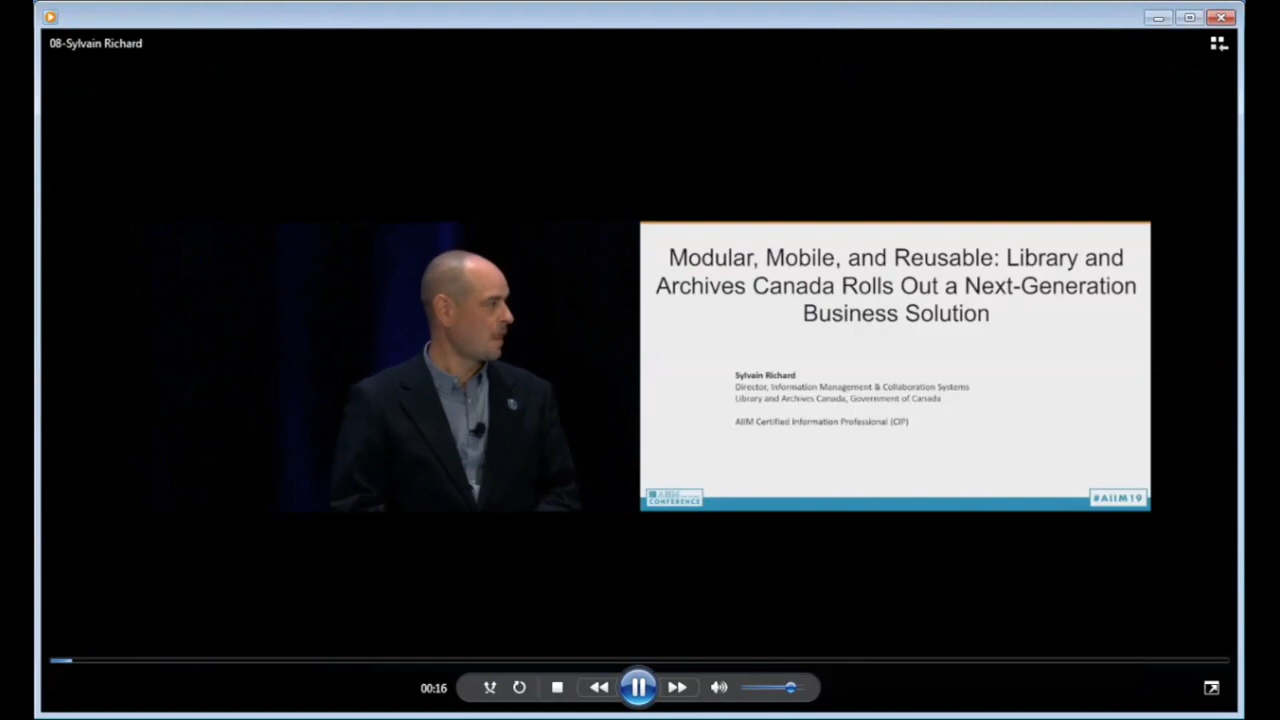 08-Sylvain Richard
Modular, Mobile, and Reusable: Library and
Archives Canada Rolls Out a Next-Generation
Business Solution
Sylvain Richard
Director, Information Management & Collaboration Systems
Library and Archives Canada, Government of Canada
AIIM Certified Information Professional (CIP)
AIIM
CONFERENCE
#AIIM19
00:16